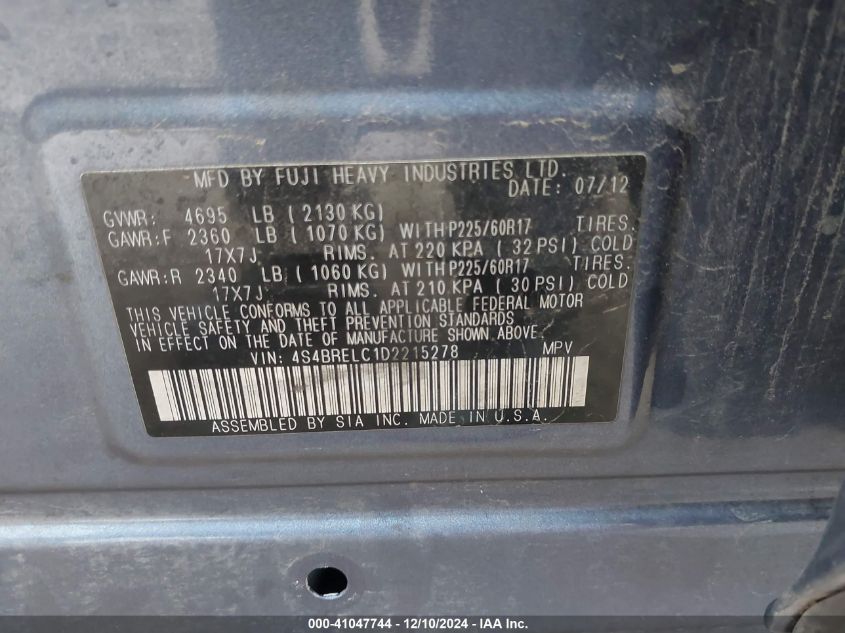 MFD BY FUJI HEAVY INDUSTRIES LTD.
DATE: 07/12
GVWR: 4695 LB ( 2130 KG)
GAWR:F 2360 LB ( 1070 KG) WITH P225/60R17 TIRES.
17X7J RIMS. AT 220 KPA ( 32 PSI) COLD
GAWR:R 2340 LB ( 1060 KG) WITH P225/60R17 TIRES.
17X7J RIMS. AT 210 KPA ( 30 PSI) COLD
THIS VEHICLE CONFORMS TO ALL APPLICABLE FEDERAL MOTOR
VEHICLE SAFETY AND THEFT PREVENTION STANDARDS
IN EFFECT ON THE DATE OF MANUFACTURE SHOWN ABOVE.
VIN: 4S4BRELC1D2215278 MPV
ASSEMBLED BY SIA INC. MADE IN U.S.A.
000-41047744 - 12/10/2024 - IAA Inc.